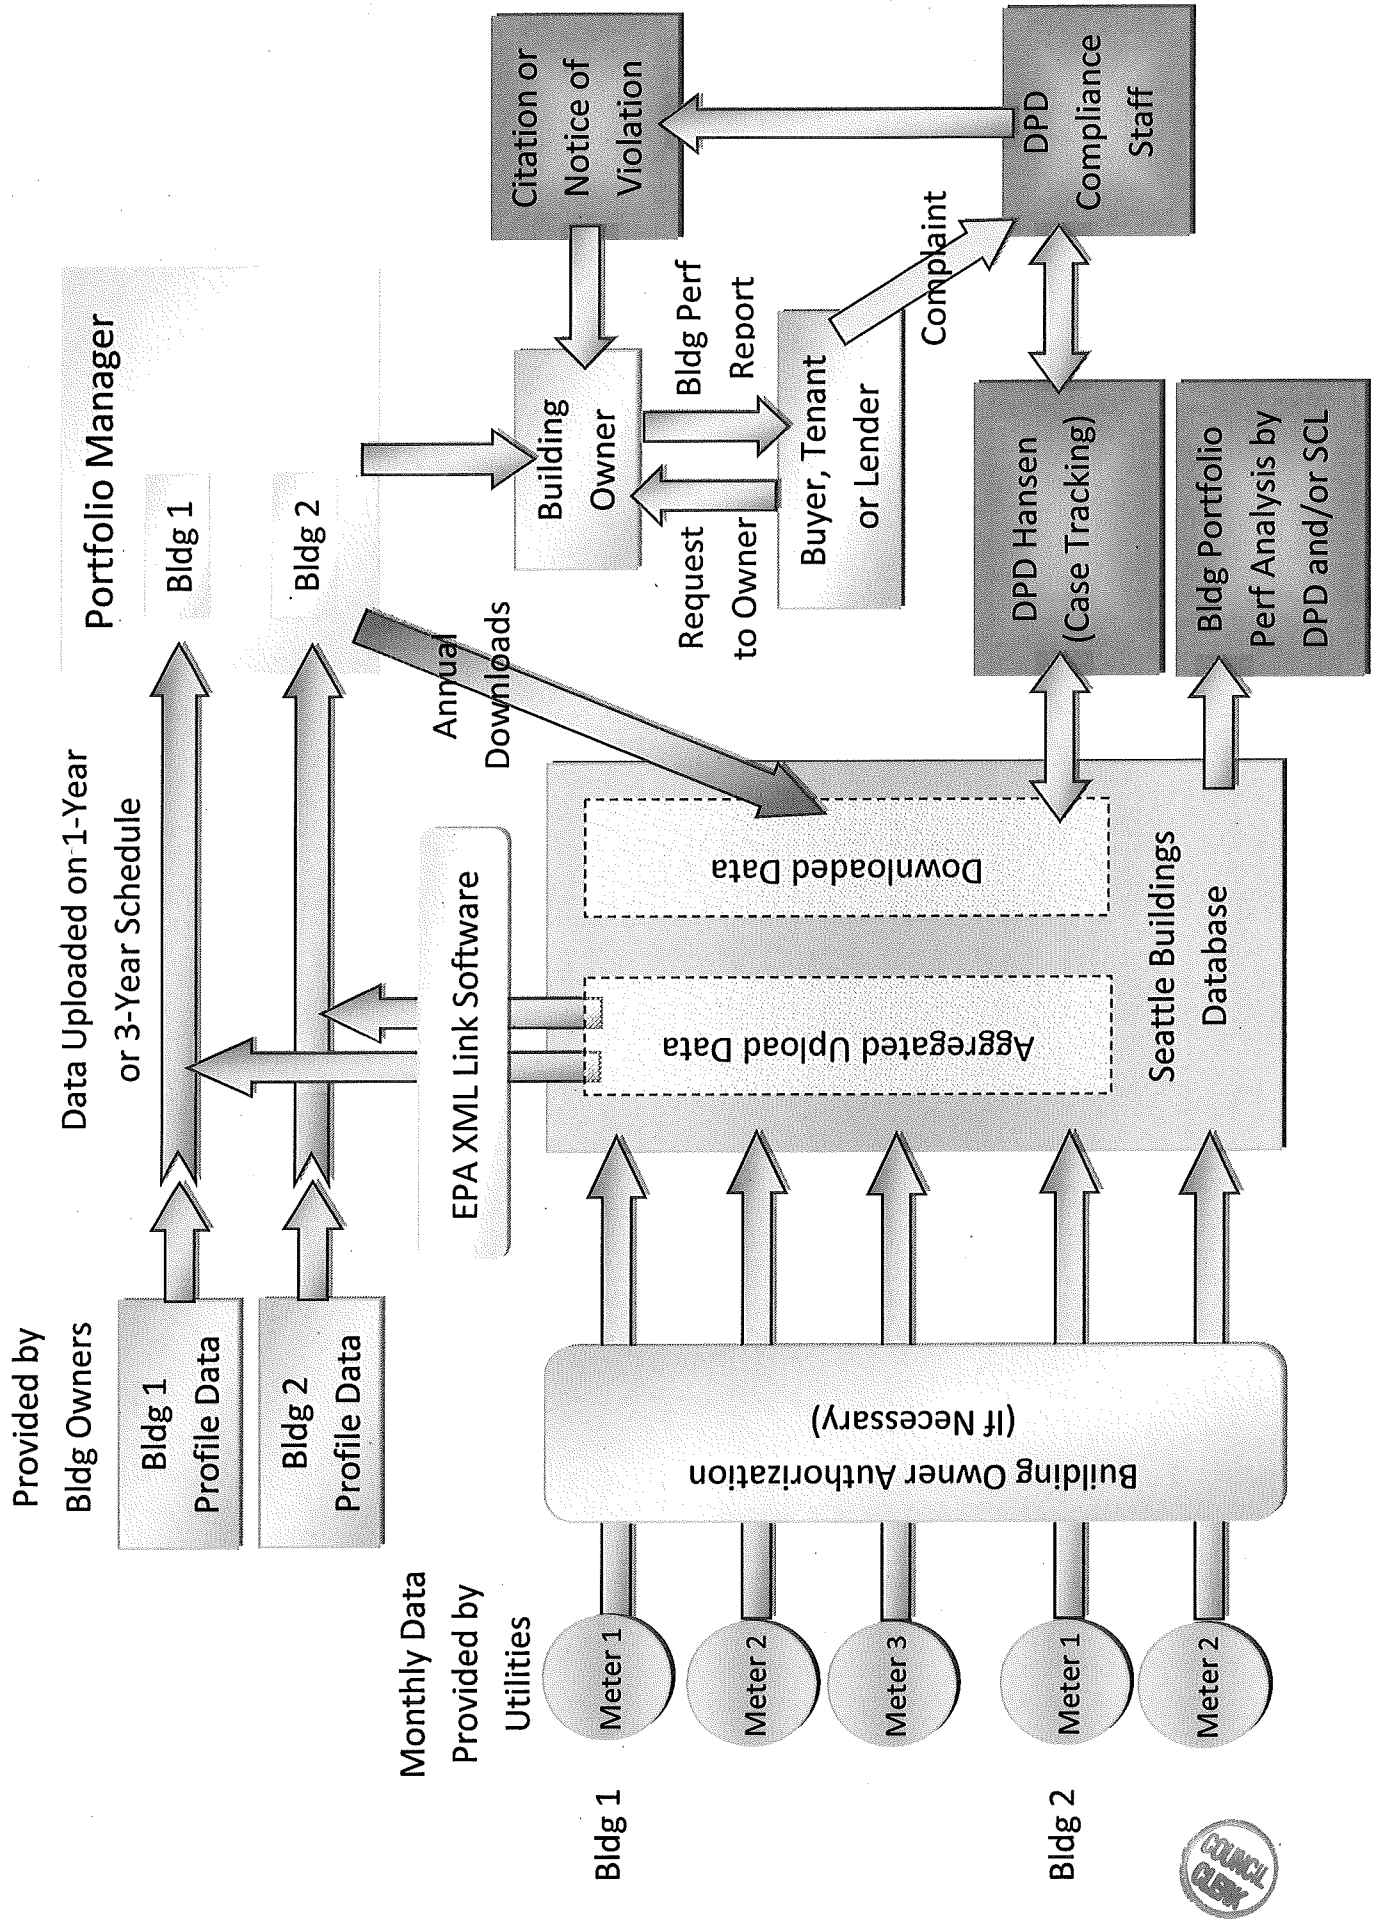 Provided by
Bldg Owners
Bldg 1
Profile Data
Bldg 2
Profile Data
Data Uploaded on 1-Year
or 3-Year Schedule
Portfolio Manager
Bldg 1
Bldg 2
Monthly Data
Provided by
Utilities
EPA XML Link Software
Annual
Downloads
Bldg 1
Meter 1
Meter 2
Meter 3
Bldg 2
Meter 1
Meter 2
Building Owner Authorization
(If Necessary)
Aggregated Upload Data
Downloaded Data
Seattle Buildings
Database
Building
Owner
Citation or
Notice of
Violation
Request
to Owner
Bldg Perf
Report
Buyer, Tenant
or Lender
Complaint
DPD Hansen
(Case Tracking)
DPD
Compliance
Staff
Bldg Portfolio
Perf Analysis by
DPD and/or SCL
COUNCIL
CLERK